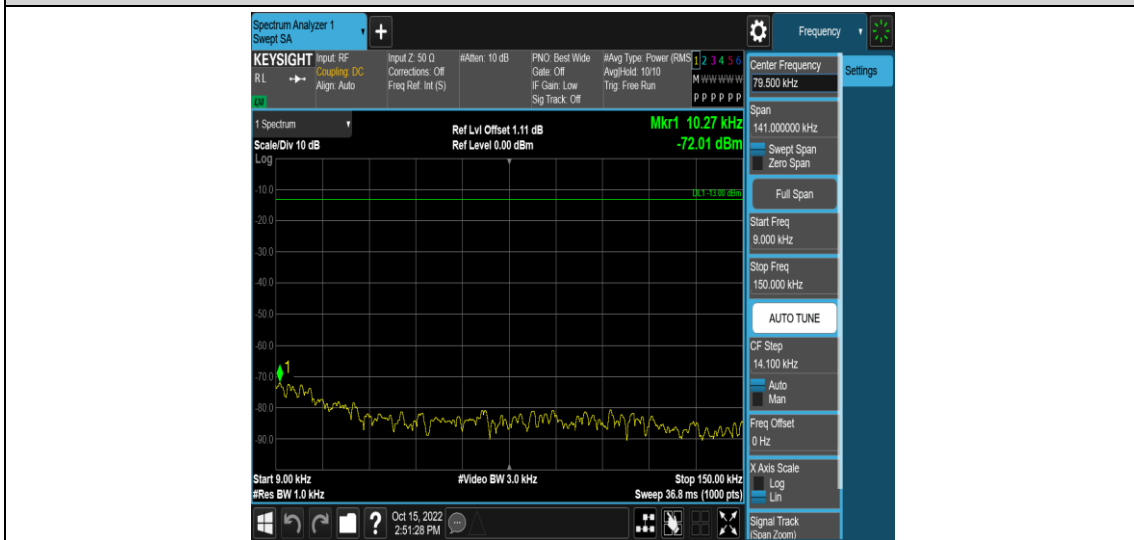 Spectrum Analyzer 1
Swept SA
Frequency
KEYSIGHT
RL
Input: RF
Coupling: DC
Align: Auto
Input Z: 50 Ω
Corrections: Off
Freq Ref: Int (S)
#Atten: 10 dB
PNO: Best Wide
Gate: Off
IF Gain: Low
Sig Track: Off
#Avg Type: Power (RMS
Avg|Hold: 10/10
Trig: Free Run
1 2 3 4 5 6
M W W W W W
P P P P P P
1 Spectrum
Scale/Div 10 dB
Log
Ref Lvl Offset 1.11 dB
Ref Level 0.00 dBm
Mkr1 10.27 kHz
-72.01 dBm
DL1 -13.00 dBm
-10.0
-20.0
-30.0
-40.0
-50.0
-60.0
-70.0
-80.0
-90.0
1
Start 9.00 kHz
#Res BW 1.0 kHz
#Video BW 3.0 kHz
Stop 150.00 kHz
Sweep 36.8 ms (1000 pts)
Center Frequency
79.500 kHz
Settings
Span
141.000000 kHz
Swept Span
Zero Span
Full Span
Start Freq
9.000 kHz
Stop Freq
150.000 kHz
AUTO TUNE
CF Step
14.100 kHz
Auto
Man
Freq Offset
0 Hz
X Axis Scale
Log
Lin
Signal Track
(Span Zoom)
?
Oct 15, 2022
2:51:28 PM